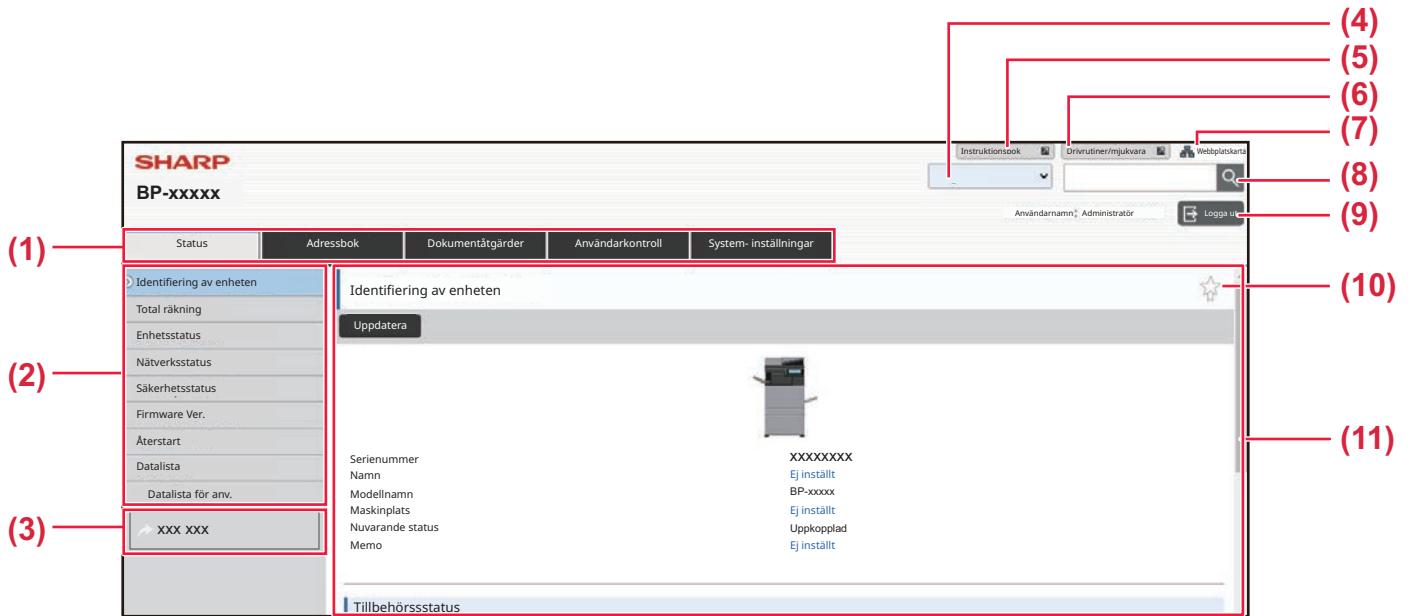 (4)
(5)
(6)
(7)
(8)
(9)
(10)
(11)
(1)
(2)
(3)
SHARP
BP-xxxxx
Instruktionsbok
Drivrutiner/mjukvara
Webbplatskarta
Användarnamn: Administratör
Logga ut
Status
Adressbok
Dokumentåtgärder
Användarkontroll
System- inställningar
Identifiering av enheten
Total räkning
Enhetsstatus
Nätverksstatus
Säkerhetsstatus
Firmware Ver.
Återstart
Datalista
Datalista för anv.
XXX XXX
Identifiering av enheten
Uppdatera
Serienummer XXXXXXXX
Namn Ej inställt
Modellnamn BP-xxxxx
Maskinplats Ej inställt
Nuvarande status Uppkopplad
Memo Ej inställt
Tillbehörssstatus